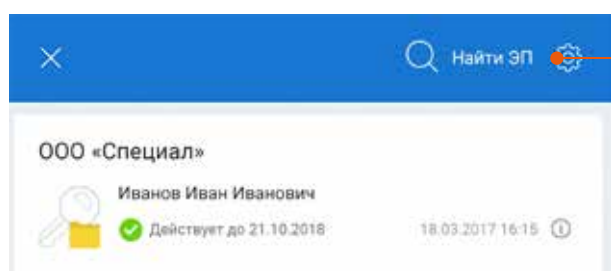 Найти ЭП
ООО «Специал»
Иванов Иван Иванович
Действует до 21.10.2018 18.03.2017 16:15